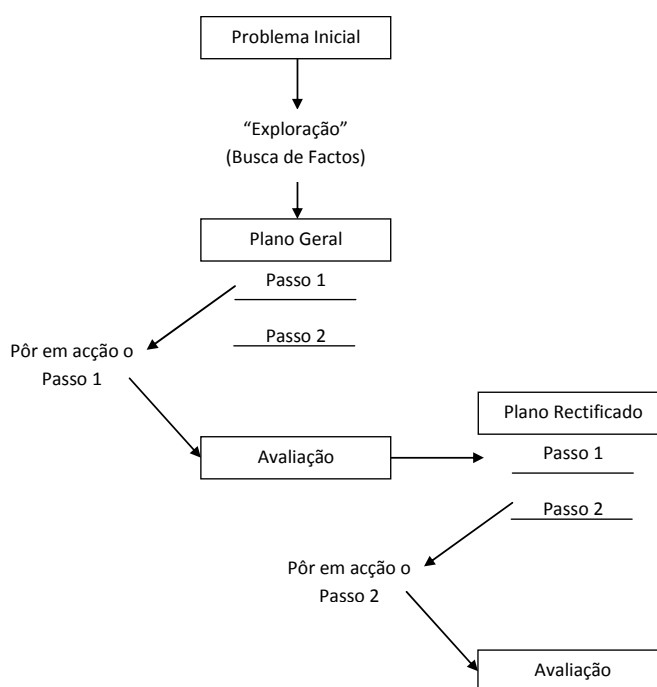 Problema Inicial
“Exploração”
(Busca de Factos)
Plano Geral
Passo 1
Passo 2
Pôr em acção o
Passo 1
Avaliação
Plano Rectificado
Passo 1
Passo 2
Pôr em acção o
Passo 2
Avaliação